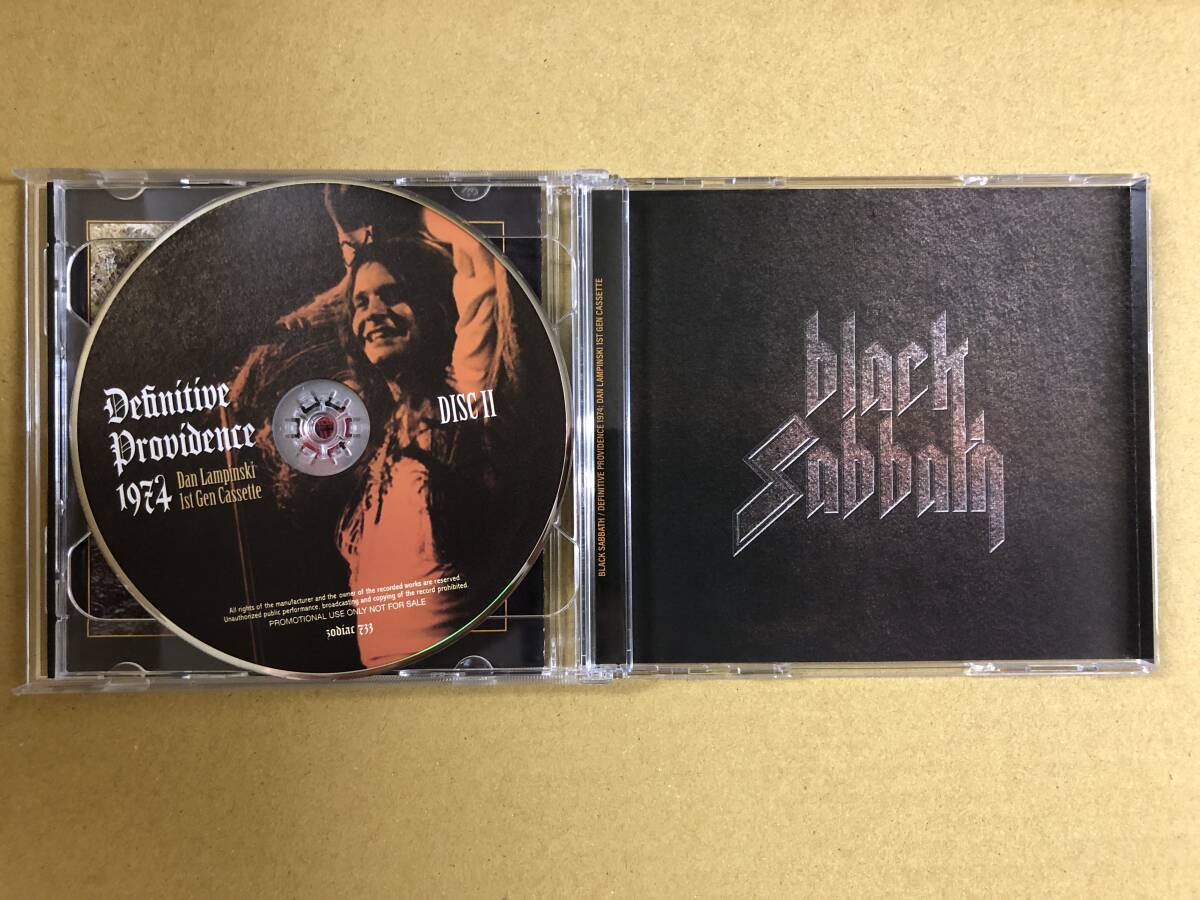 Definitive
Providence
1974
Dan Lampinski
1st Gen Cassette
DISC II
All rights of the manufacturer and the owner of the recorded works are reserved
Unauthorized public performance, broadcasting and copying of the record prohibited.
PROMOTIONAL USE ONLY NOT FOR SALE
zodiac 733
BLACK SABBATH / DEFINITIVE PROVIDENCE 1974: DAN LAMPINSKI 1ST GEN CASSETTE
black
Sabbath